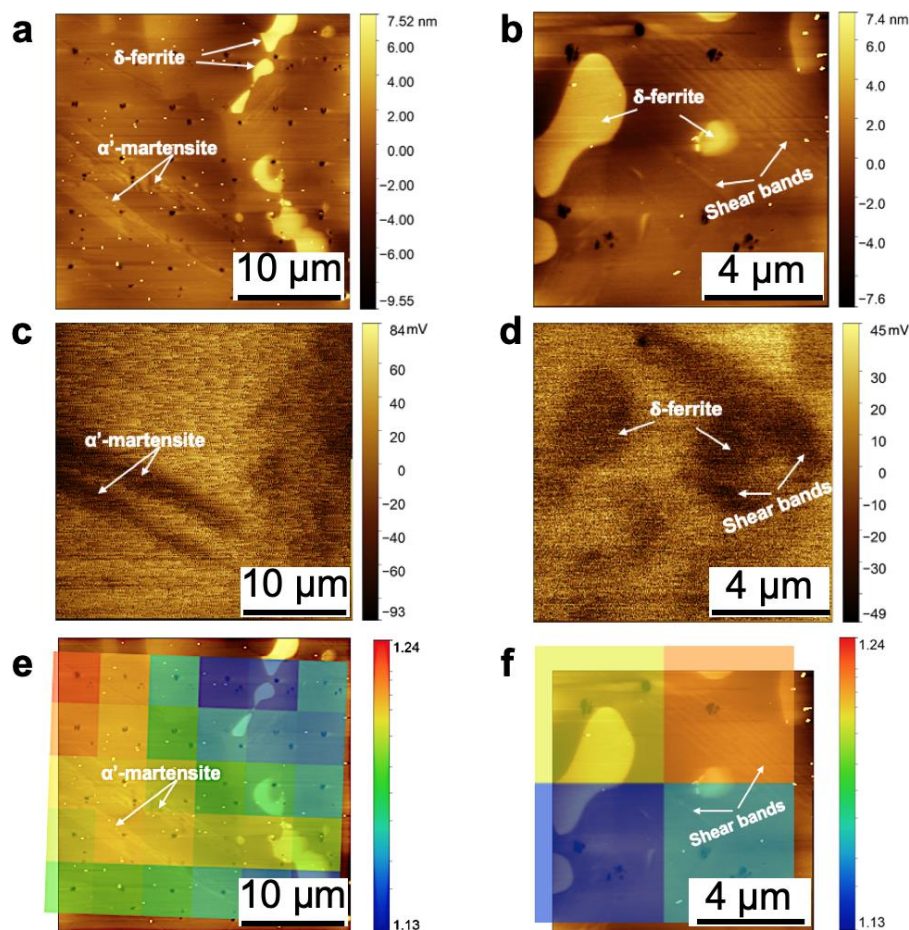 a
7.52 nm
6.00
4.00
2.00
0.00
−2.00
−4.00
−6.00
−9.55
δ-ferrite
α’-martensite
10 µm
b
7.4 nm
6.0
4.0
2.0
0.0
−2.0
−4.0
−7.6
δ-ferrite
Shear bands
4 µm
c
84 mV
60
40
20
0
−20
−40
−60
−93
α’-martensite
10 µm
d
45 mV
30
20
10
0
−10
−20
−30
−49
δ-ferrite
Shear bands
4 µm
e
1.24
1.13
α’-martensite
10 µm
f
1.24
1.13
Shear bands
4 µm